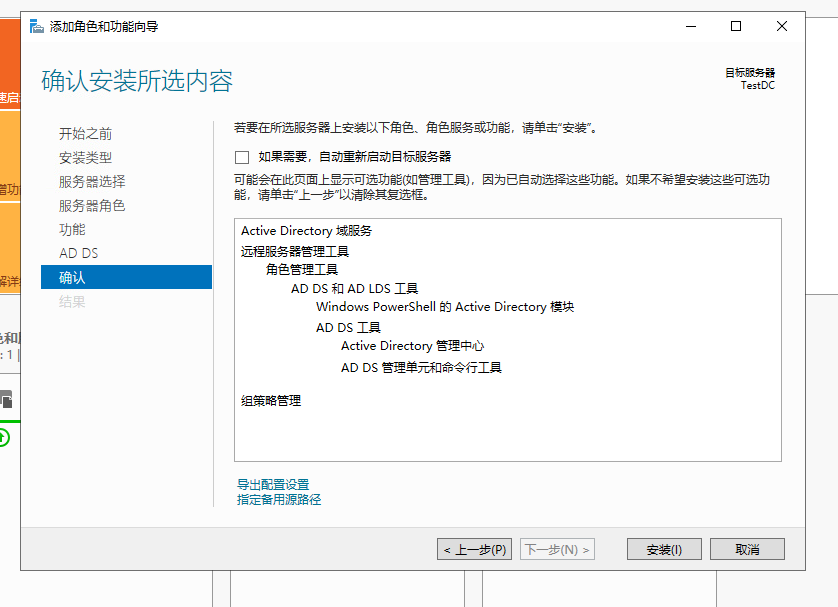 添加角色和功能向导
确认安装所选内容
目标服务器
TestDC
开始之前
安装类型
服务器选择
服务器角色
功能
AD DS
确认
结果
若要在所选服务器上安装以下角色、角色服务或功能，请单击“安装”。
如果需要，自动重新启动目标服务器
可能会在此页面上显示可选功能(如管理工具)，因为已自动选择这些功能。如果不希望安装这些可选功
能，请单击“上一步”以清除其复选框。
Active Directory 域服务
远程服务器管理工具
角色管理工具
AD DS 和 AD LDS 工具
Windows PowerShell 的 Active Directory 模块
AD DS 工具
Active Directory 管理中心
AD DS 管理单元和命令行工具
组策略管理
导出配置设置
指定备用源路径
< 上一步(P)
下一步(N) >
安装(I)
取消